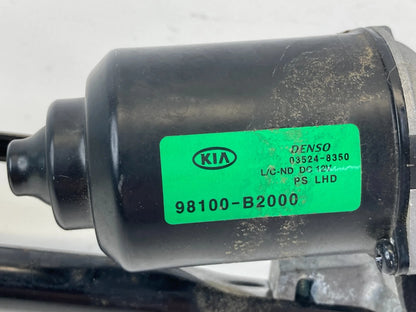 KIA
DENSO
03524-8350
L/C-ND DC 12V
PS LHD
98100-B2000